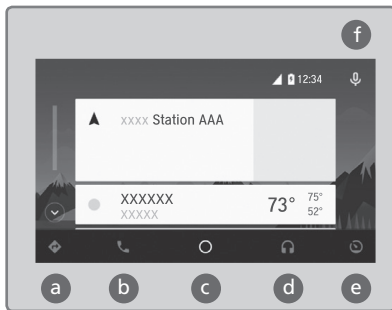 f
12:34
xxxx Station AAA
XXXXXX
XXXXX
73°
75°
52°
a
b
c
d
e